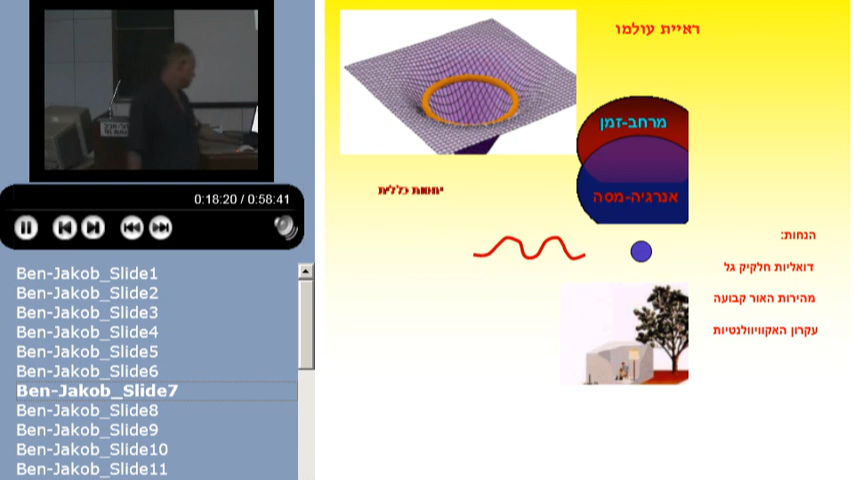 0:18:20 / 0:58:41
Ben-Jakob_Slide1
Ben-Jakob_Slide2
Ben-Jakob_Slide3
Ben-Jakob_Slide4
Ben-Jakob_Slide5
Ben-Jakob_Slide6
Ben-Jakob_Slide7
Ben-Jakob_Slide8
Ben-Jakob_Slide9
Ben-Jakob_Slide10
Ben-Jakob_Slide11
ראיית עולמו
מרחב-זמן
אנרגיה-מסה
יחסות כללית
הנחות:
דואליות חלקיק גל
מהירות האור קבועה
עקרון האקוויוולנטיות